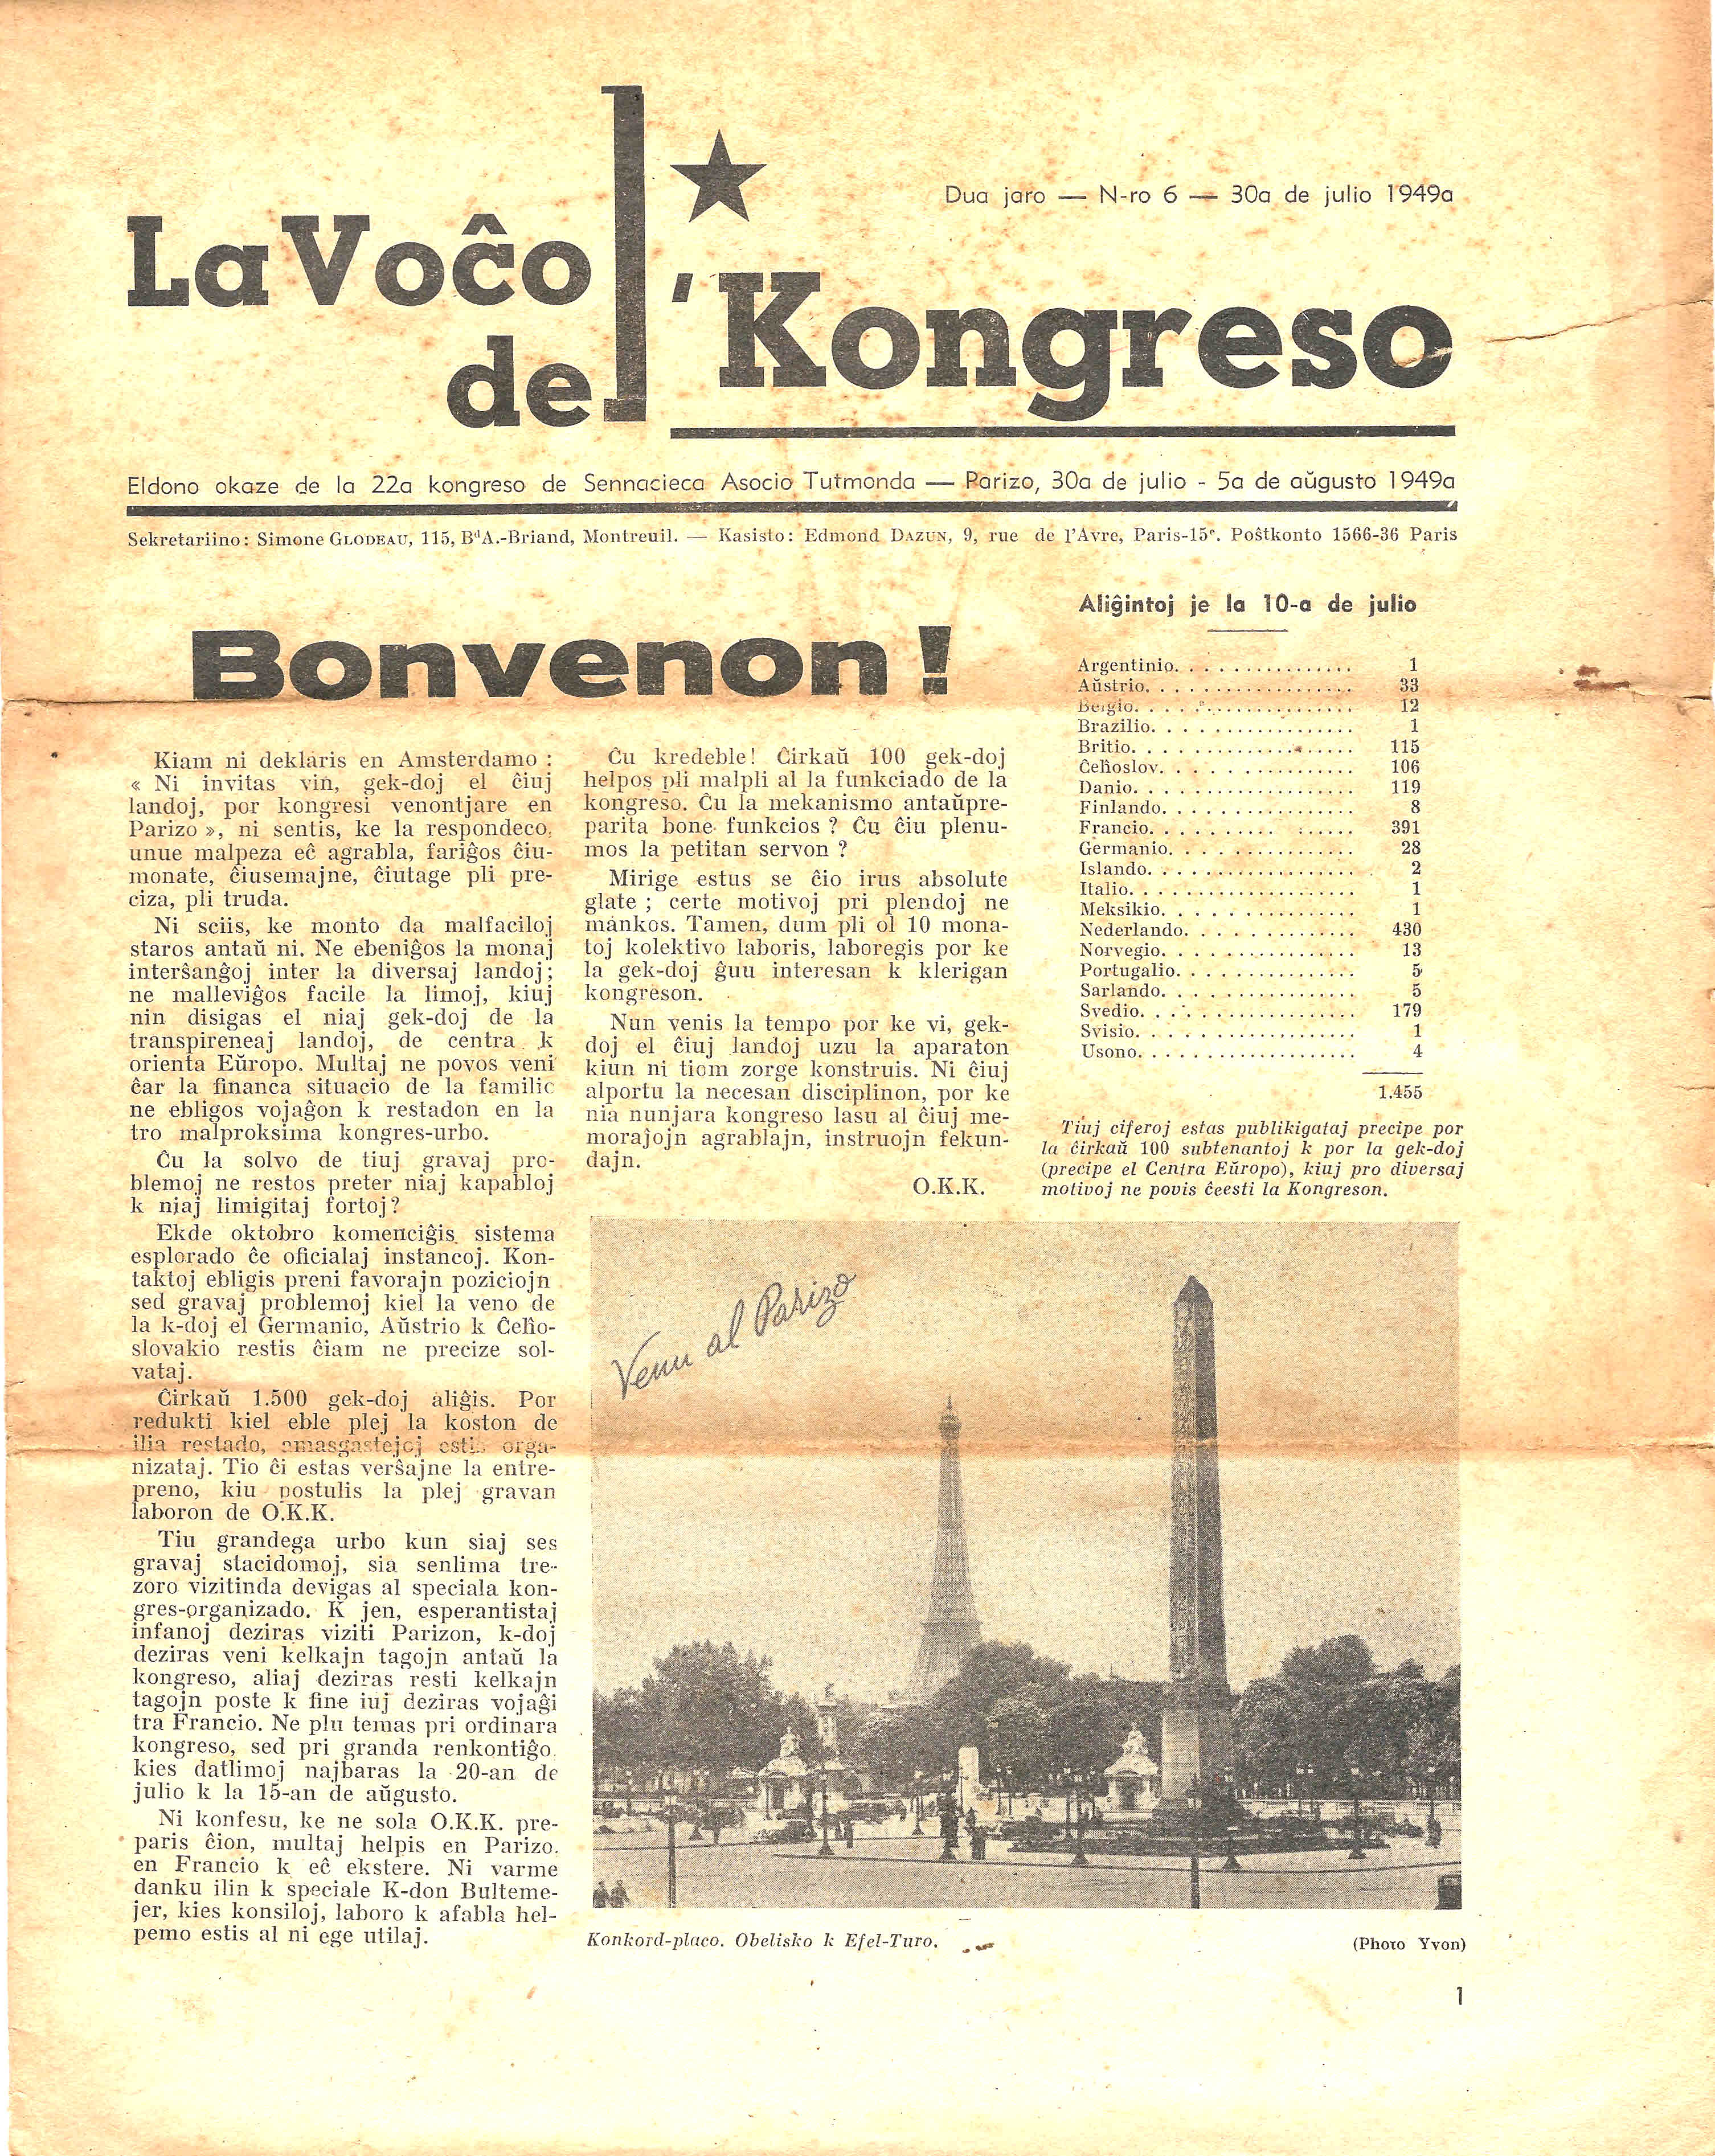 Dua jaro — N-ro 6 — 30a de julio 1949a
La Voĉo
de l' Kongreso
Eldono okaze de la 22a kongreso de Sennacieca Asocio Tutmonda — Parizo, 30a de julio - 5a de aŭgusto 1949a
Sekretariino: Simone GLODEAU, 115, Bd A.-Briand, Montreuil. — Kasisto: Edmond DAZUN, 9, rue de l'Avre, Paris-15e. Poŝtkonto 1566-36 Paris
Bonvenon !
Kiam ni deklaris en Amsterdamo :
« Ni invitas vin, gek-doj el ĉiuj
landoj, por kongresi venontjare en
Parizo », ni sentis, ke la respondeco,
unue malpeza eĉ agrabla, fariĝos ĉiu-
monate, ĉiusemajne, ĉiutage pli pre-
ciza, pli truda.
Ni sciis, ke monto da malfaciloj
staros antaŭ ni. Ne ebeniĝos la monaj
interŝanĝoj inter la diversaj landoj;
ne malleviĝos facile la limoj, kiuj
nin disigas el niaj gek-doj de la
transpireneaj landoj, de centra k
orienta Eŭropo. Multaj ne povos veni
ĉar la financa situacio de la familio
ne ebligos vojaĝon k restadon en la
tro malproksima kongres-urbo.
Ĉu la solvo de tiuj gravaj pro-
blemoj ne restos preter niaj kapabloj
k niaj limigitaj fortoj?
Ekde oktobro komenciĝis sistema
esplorado ĉe oficialaj instancoj. Kon-
taktoj ebligis preni favorajn poziciojn
sed gravaj problemoj kiel la veno de
la k-doj el Germanio, Aŭstrio k Ĉeĥo-
slovakio restis ĉiam ne precize sol-
vataj.
Ĉirkaŭ 1.500 gek-doj aliĝis. Por
redukti kiel eble plej la koston de
ilia restado, amasgastejoj estis orga-
nizataj. Tio ĉi estas verŝajne la entre-
preno, kiu postulis la plej gravan
laboron de O.K.K.
Tiu grandega urbo kun siaj ses
gravaj stacidomoj, sia senlima tre-
zoro vizitinda devigas al speciala kon-
gres-organizado. K jen, esperantistaj
infanoj deziras viziti Parizon, k-doj
deziras veni kelkajn tagojn antaŭ la
kongreso, aliaj deziras resti kelkajn
tagojn poste k fine iuj deziras vojaĝi
tra Francio. Ne plu temas pri ordinara
kongreso, sed pri granda renkontiĝo
kies datlimoj najbaras la 20-an de
julio k la 15-an de aŭgusto.
Ni konfesu, ke ne sola O.K.K. pre-
paris ĉion, multaj helpis en Parizo,
en Francio k eĉ ekstere. Ni varme
danku ilin k speciale K-don Bulteme-
jer, kies konsiloj, laboro k afabla hel-
pemo estis al ni ege utilaj.
Ĉu kredeble! Ĉirkaŭ 100 gek-doj
helpos pli malpli al la funkciado de la
kongreso. Ĉu la mekanismo antaŭpre-
parita bone funkcios ? Ĉu ĉiu plenu-
mos la petitan servon ?
Mirige estus se ĉio irus absolute
glate ; certe motivoj pri plendoj ne
mankos. Tamen, dum pli ol 10 mona-
toj kolektivo laboris, laboregis por ke
la gek-doj ĝuu interesan k klerigan
kongreson.
Nun venis la tempo por ke vi, gek-
doj el ĉiuj landoj uzu la aparaton
kiun ni tiom zorge konstruis. Ni ĉiuj
alportu la necesan disciplinon, por ke
nia nunjara kongreso lasu al ĉiuj me-
morajojn agrablajn, instruojn fekun-
dajn.
O.K.K.
Aliĝintoj je la 10-a de julio
Argentinio. . . . . . . . . . . . . . . . 1
Aŭstrio. . . . . . . . . . . . . . . . . . . 33
Belgio. . . . . . . . . . . . . . . . . . . 12
Brazilio. . . . . . . . . . . . . . . . . . 1
Britio. . . . . . . . . . . . . . . . . . . . 115
Ĉeĥoslov. . . . . . . . . . . . . . . . . 106
Danio. . . . . . . . . . . . . . . . . . . . 119
Finlando. . . . . . . . . . . . . . . . . 8
Francio. . . . . . . . . . . . . . . . . . 391
Germanio. . . . . . . . . . . . . . . . 28
Islando. . . . . . . . . . . . . . . . . . 2
Italio. . . . . . . . . . . . . . . . . . . . 1
Meksikio. . . . . . . . . . . . . . . . . 1
Nederlando. . . . . . . . . . . . . . . 430
Norvegio. . . . . . . . . . . . . . . . . 13
Portugalio. . . . . . . . . . . . . . . . 5
Sarlando. . . . . . . . . . . . . . . . . 5
Svedio. . . . . . . . . . . . . . . . . . . 179
Svisio. . . . . . . . . . . . . . . . . . . 1
Usono. . . . . . . . . . . . . . . . . . . 4
1.455
Tiuj ciferoj estas publikigataj precipe por
la ĉirkaŭ 100 subtenantoj k por la gek-doj
(precipe el Centra Eŭropo), kiuj pro diversaj
motivoj ne povis ĉeesti la Kongreson.
Venu al Parizo
Konkord-placo. Obelisko k Efel-Turo.
(Photo Yvon)
1